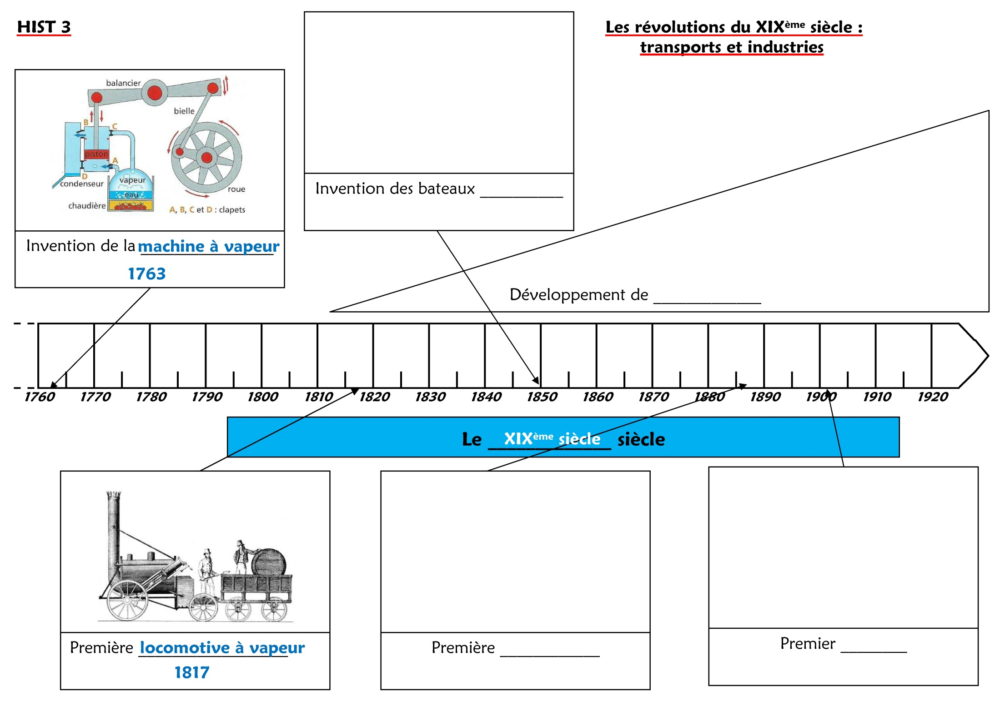 HIST 3
Les révolutions du XIXème siècle :
transports et industries
balancier
bielle
B
C
piston
A
D
condenseur
vapeur
eau
chaudière
roue
A, B, C et D : clapets
Invention de la machine à vapeur
1763
Invention des bateaux __________
Développement de _____________
1760 1770 1780 1790 1800 1810 1820 1830 1840 1850 1860 1870 1880 1890 1900 1910 1920
Le XIXème siècle siècle
Première locomotive à vapeur
1817
Première ____________
Premier ________